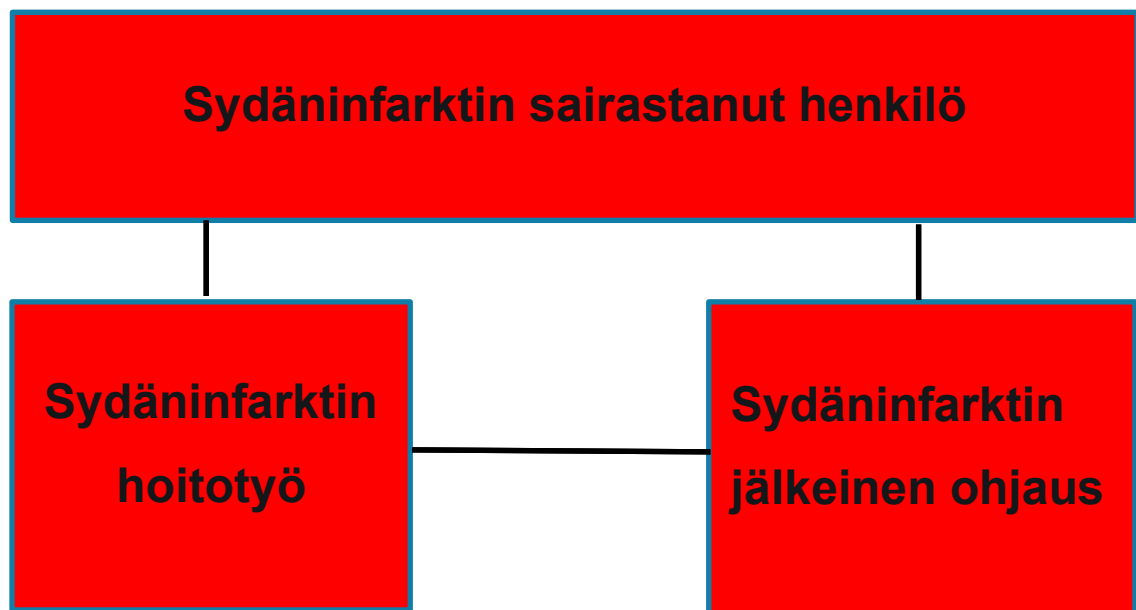 Sydäninfarktin sairastanut henkilö
Sydäninfarktin
hoitotyö
Sydäninfarktin
jälkeinen ohjaus